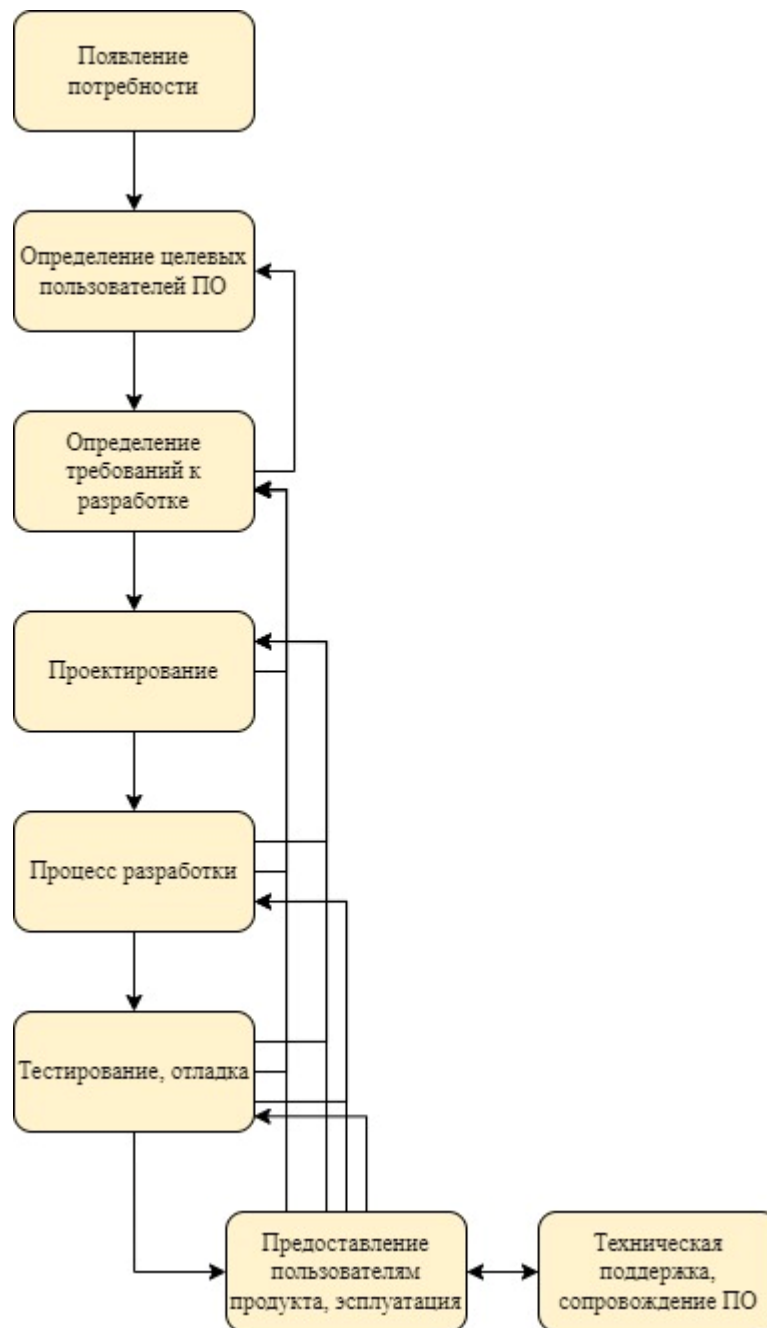 Появление
потребности
Определение целевых
пользователей ПО
Определение
требований к
разработке
Проектирование
Процесс разработки
Тестирование, отладка
Предоставление
пользователям
продукта, эсплуатация
Техническая
поддержка,
сопровождение ПО